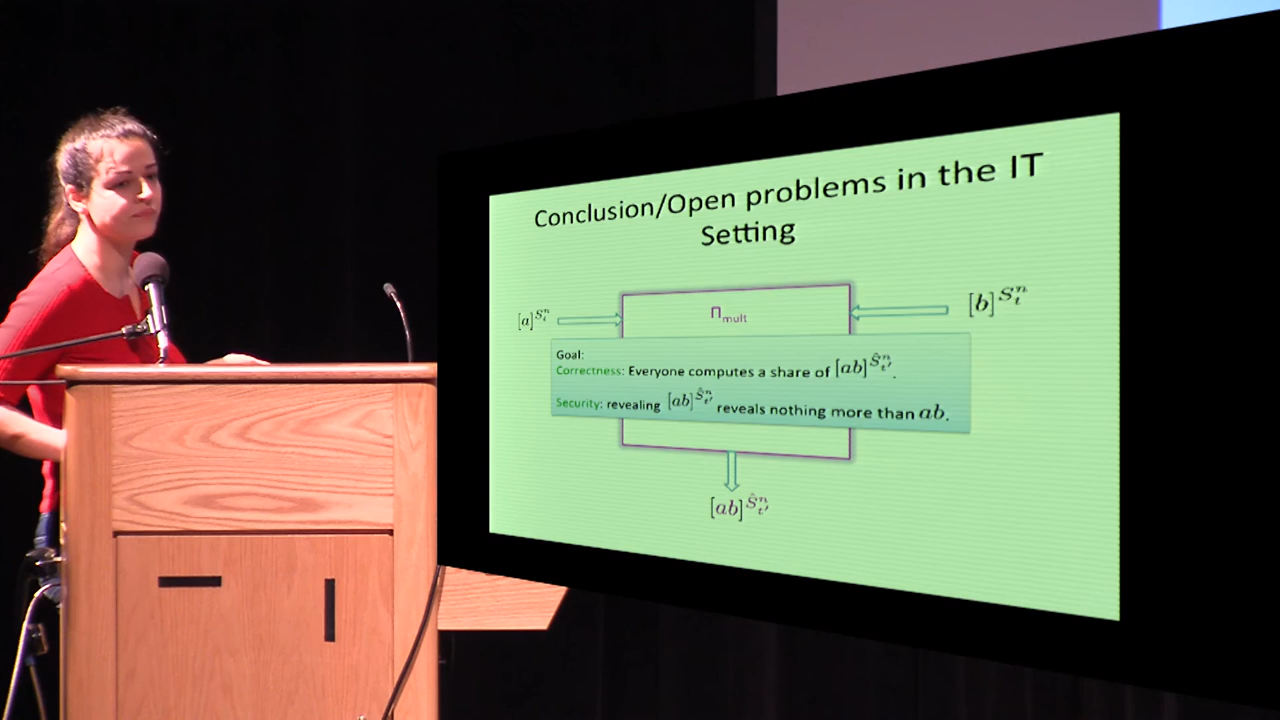 Conclusion/Open problems in the IT
Setting
[a]^{S_t^n}
Π_mult
[b]^{S_t^n}
Goal:
Correctness: Everyone computes a share of [ab]^{Ŝ_{t'}^n}.
Security: revealing [ab]^{Ŝ_{t'}^n} reveals nothing more than ab.
[ab]^{Ŝ_{t'}^n}